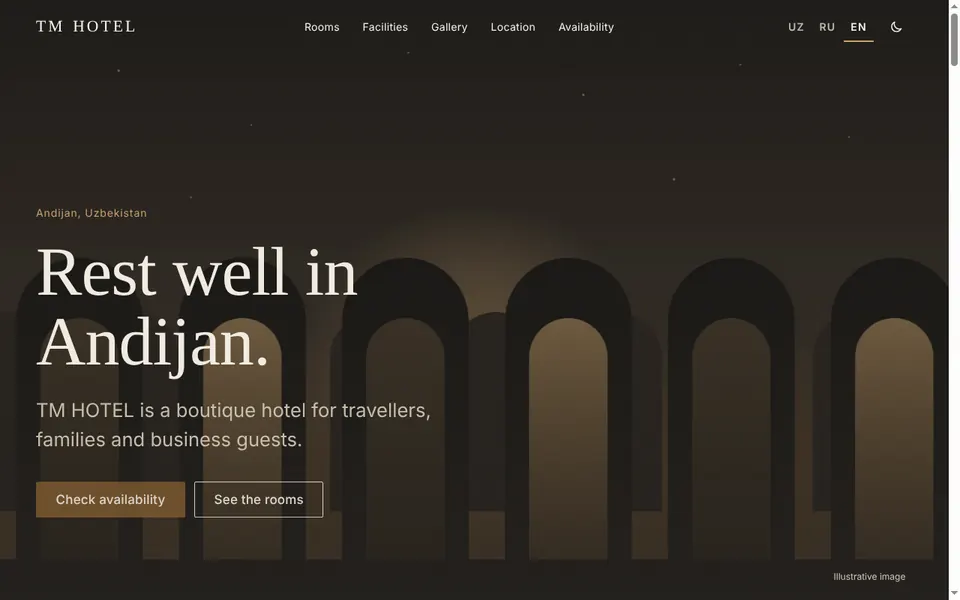 TM HOTEL
Rooms Facilities Gallery Location Availability
UZ RU EN
Andijan, Uzbekistan
Rest well in
Andijan.
TM HOTEL is a boutique hotel for travellers,
families and business guests.
Check availability See the rooms
Illustrative image